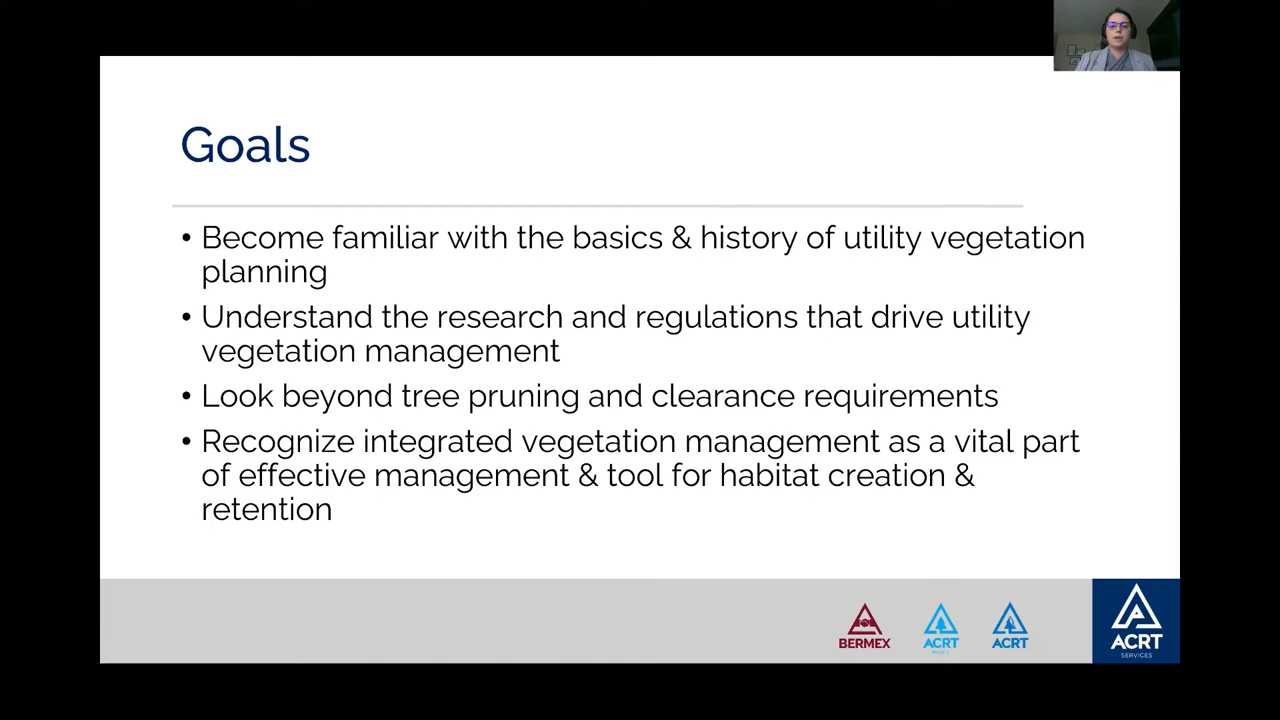 Goals
• Become familiar with the basics & history of utility vegetation
planning
• Understand the research and regulations that drive utility
vegetation management
• Look beyond tree pruning and clearance requirements
• Recognize integrated vegetation management as a vital part
of effective management & tool for habitat creation &
retention
BERMEX
ACRT
ACRT
ACRT
SERVICES